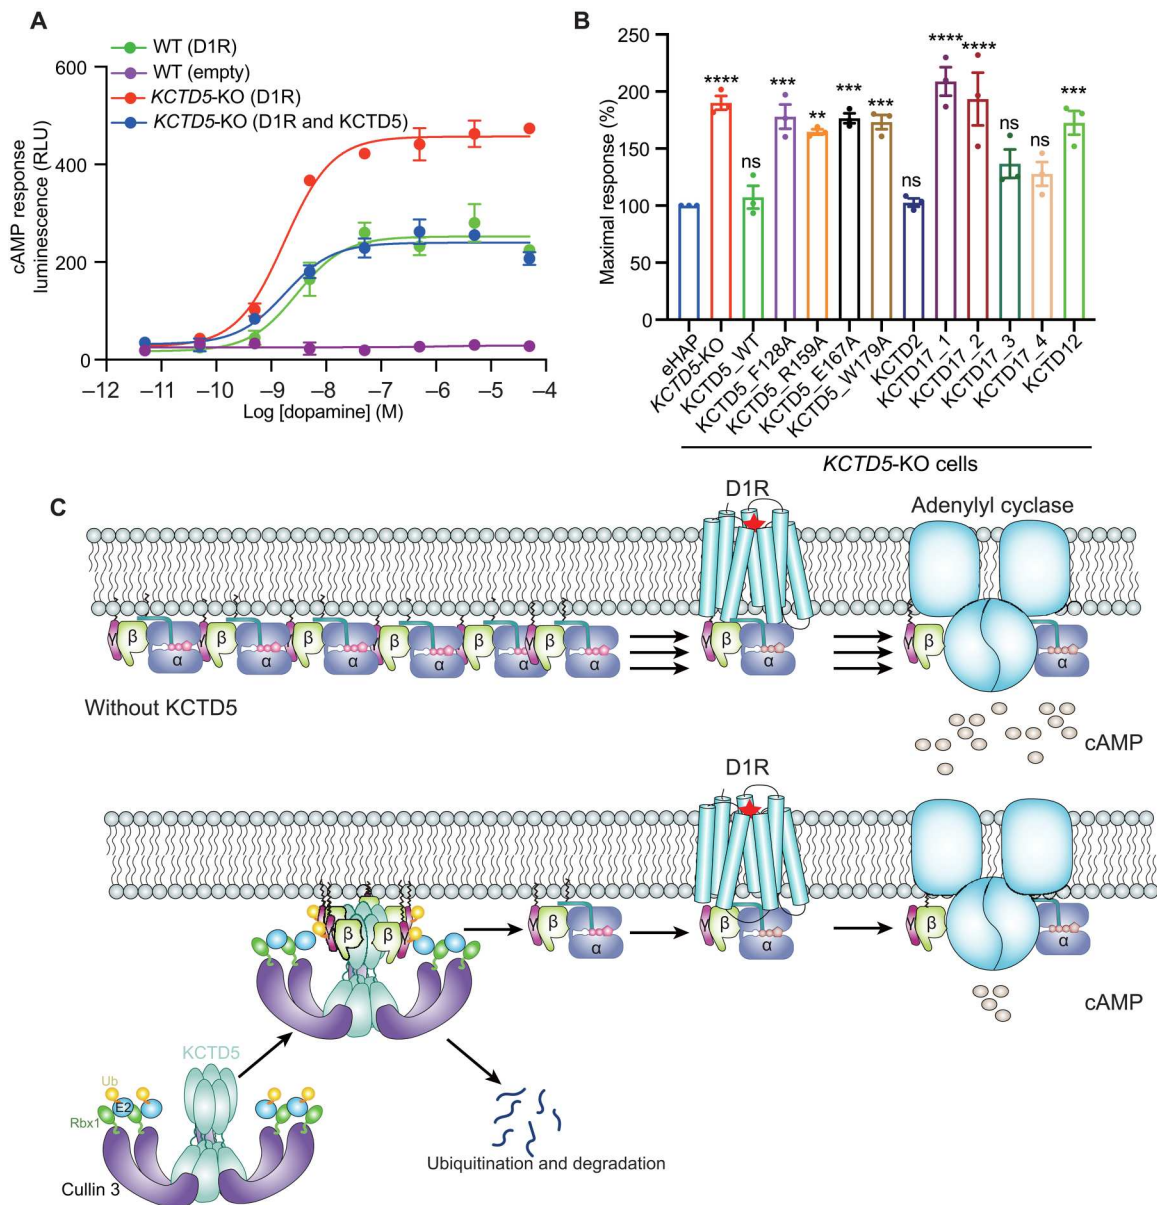 A
WT (D1R)
WT (empty)
KCTD5-KO (D1R)
KCTD5-KO (D1R and KCTD5)
cAMP response
luminescence (RLU)
600
400
200
0
−12
−11
−10
−9
−8
−7
−6
−5
−4
Log [dopamine] (M)
B
Maximal response (%)
250
200
150
100
50
0
****
ns
***
**
***
***
ns
****
****
ns
ns
***
eHAP
KCTD5-KO
KCTD5_WT
KCTD5_F128A
KCTD5_R159A
KCTD5_E167A
KCTD5_W179A
KCTD2
KCTD17_1
KCTD17_2
KCTD17_3
KCTD17_4
KCTD12
KCTD5-KO cells
C
D1R
Adenylyl cyclase
γ β α γ β α γ β α γ β α γ β α γ β α
γ β α
γ β α
Without KCTD5
cAMP
D1R
γ β β γ
γ β α
γ β α
γ β α
cAMP
KCTD5
Ub
E2
Rbx1
Cullin 3
Ubiquitination and degradation